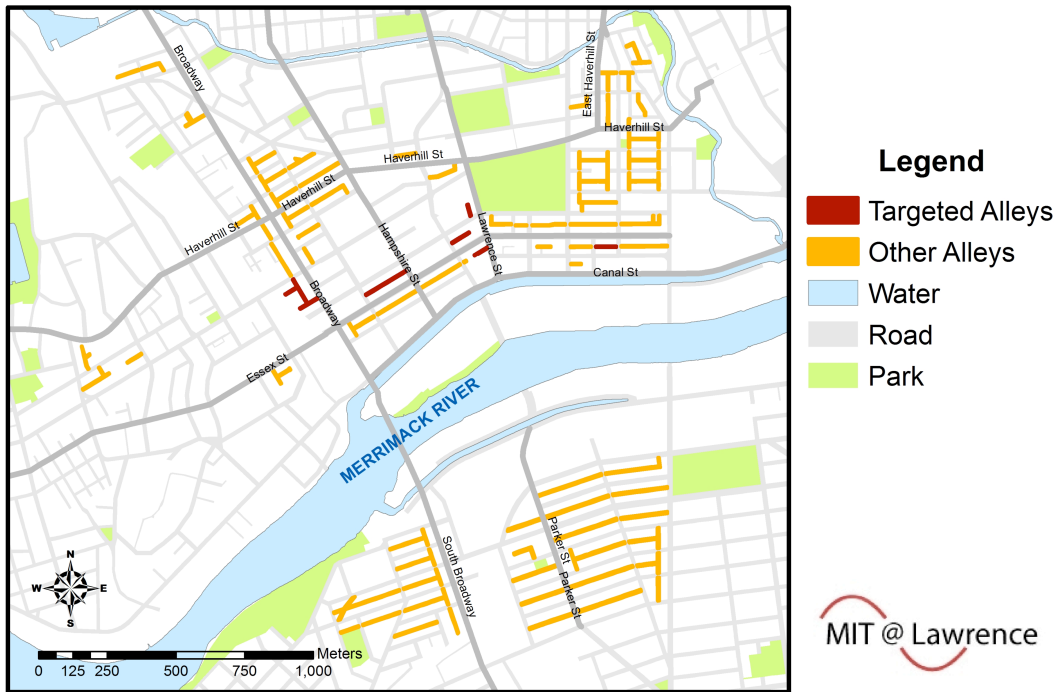 Broadway
East Haverhill St
Haverhill St
Haverhill St
Haverhill St
Haverhill St
Lawrence St
Hampshire St
Canal St
Broadway
Essex St
MERRIMACK RIVER
Parker St
Parker St
South Broadway
N
W E
S
Meters
0 125 250 500 750 1,000
Legend
Targeted Alleys
Other Alleys
Water
Road
Park
MIT @ Lawrence